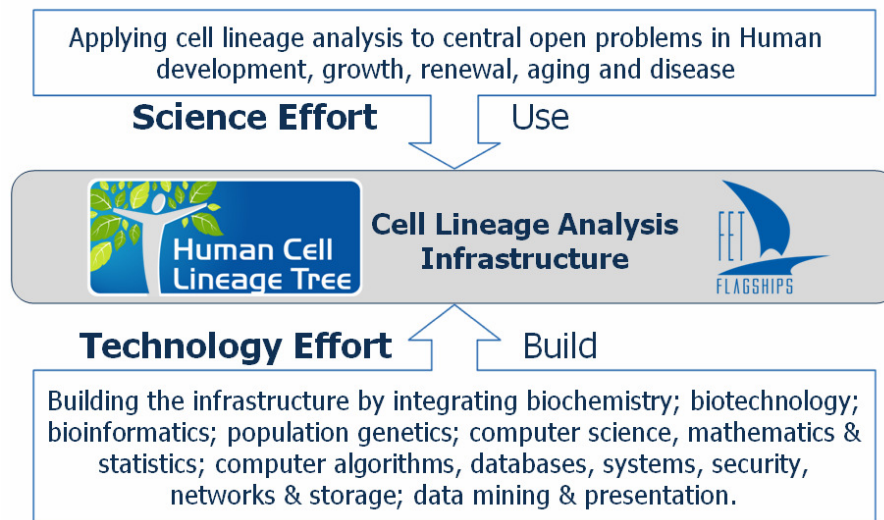 Applying cell lineage analysis to central open problems in Human
development, growth, renewal, aging and disease
Science Effort Use
Human Cell
Lineage Tree
Cell Lineage Analysis
Infrastructure
FET
FLAGSHIPS
Technology Effort Build
Building the infrastructure by integrating biochemistry; biotechnology;
bioinformatics; population genetics; computer science, mathematics &
statistics; computer algorithms, databases, systems, security,
networks & storage; data mining & presentation.